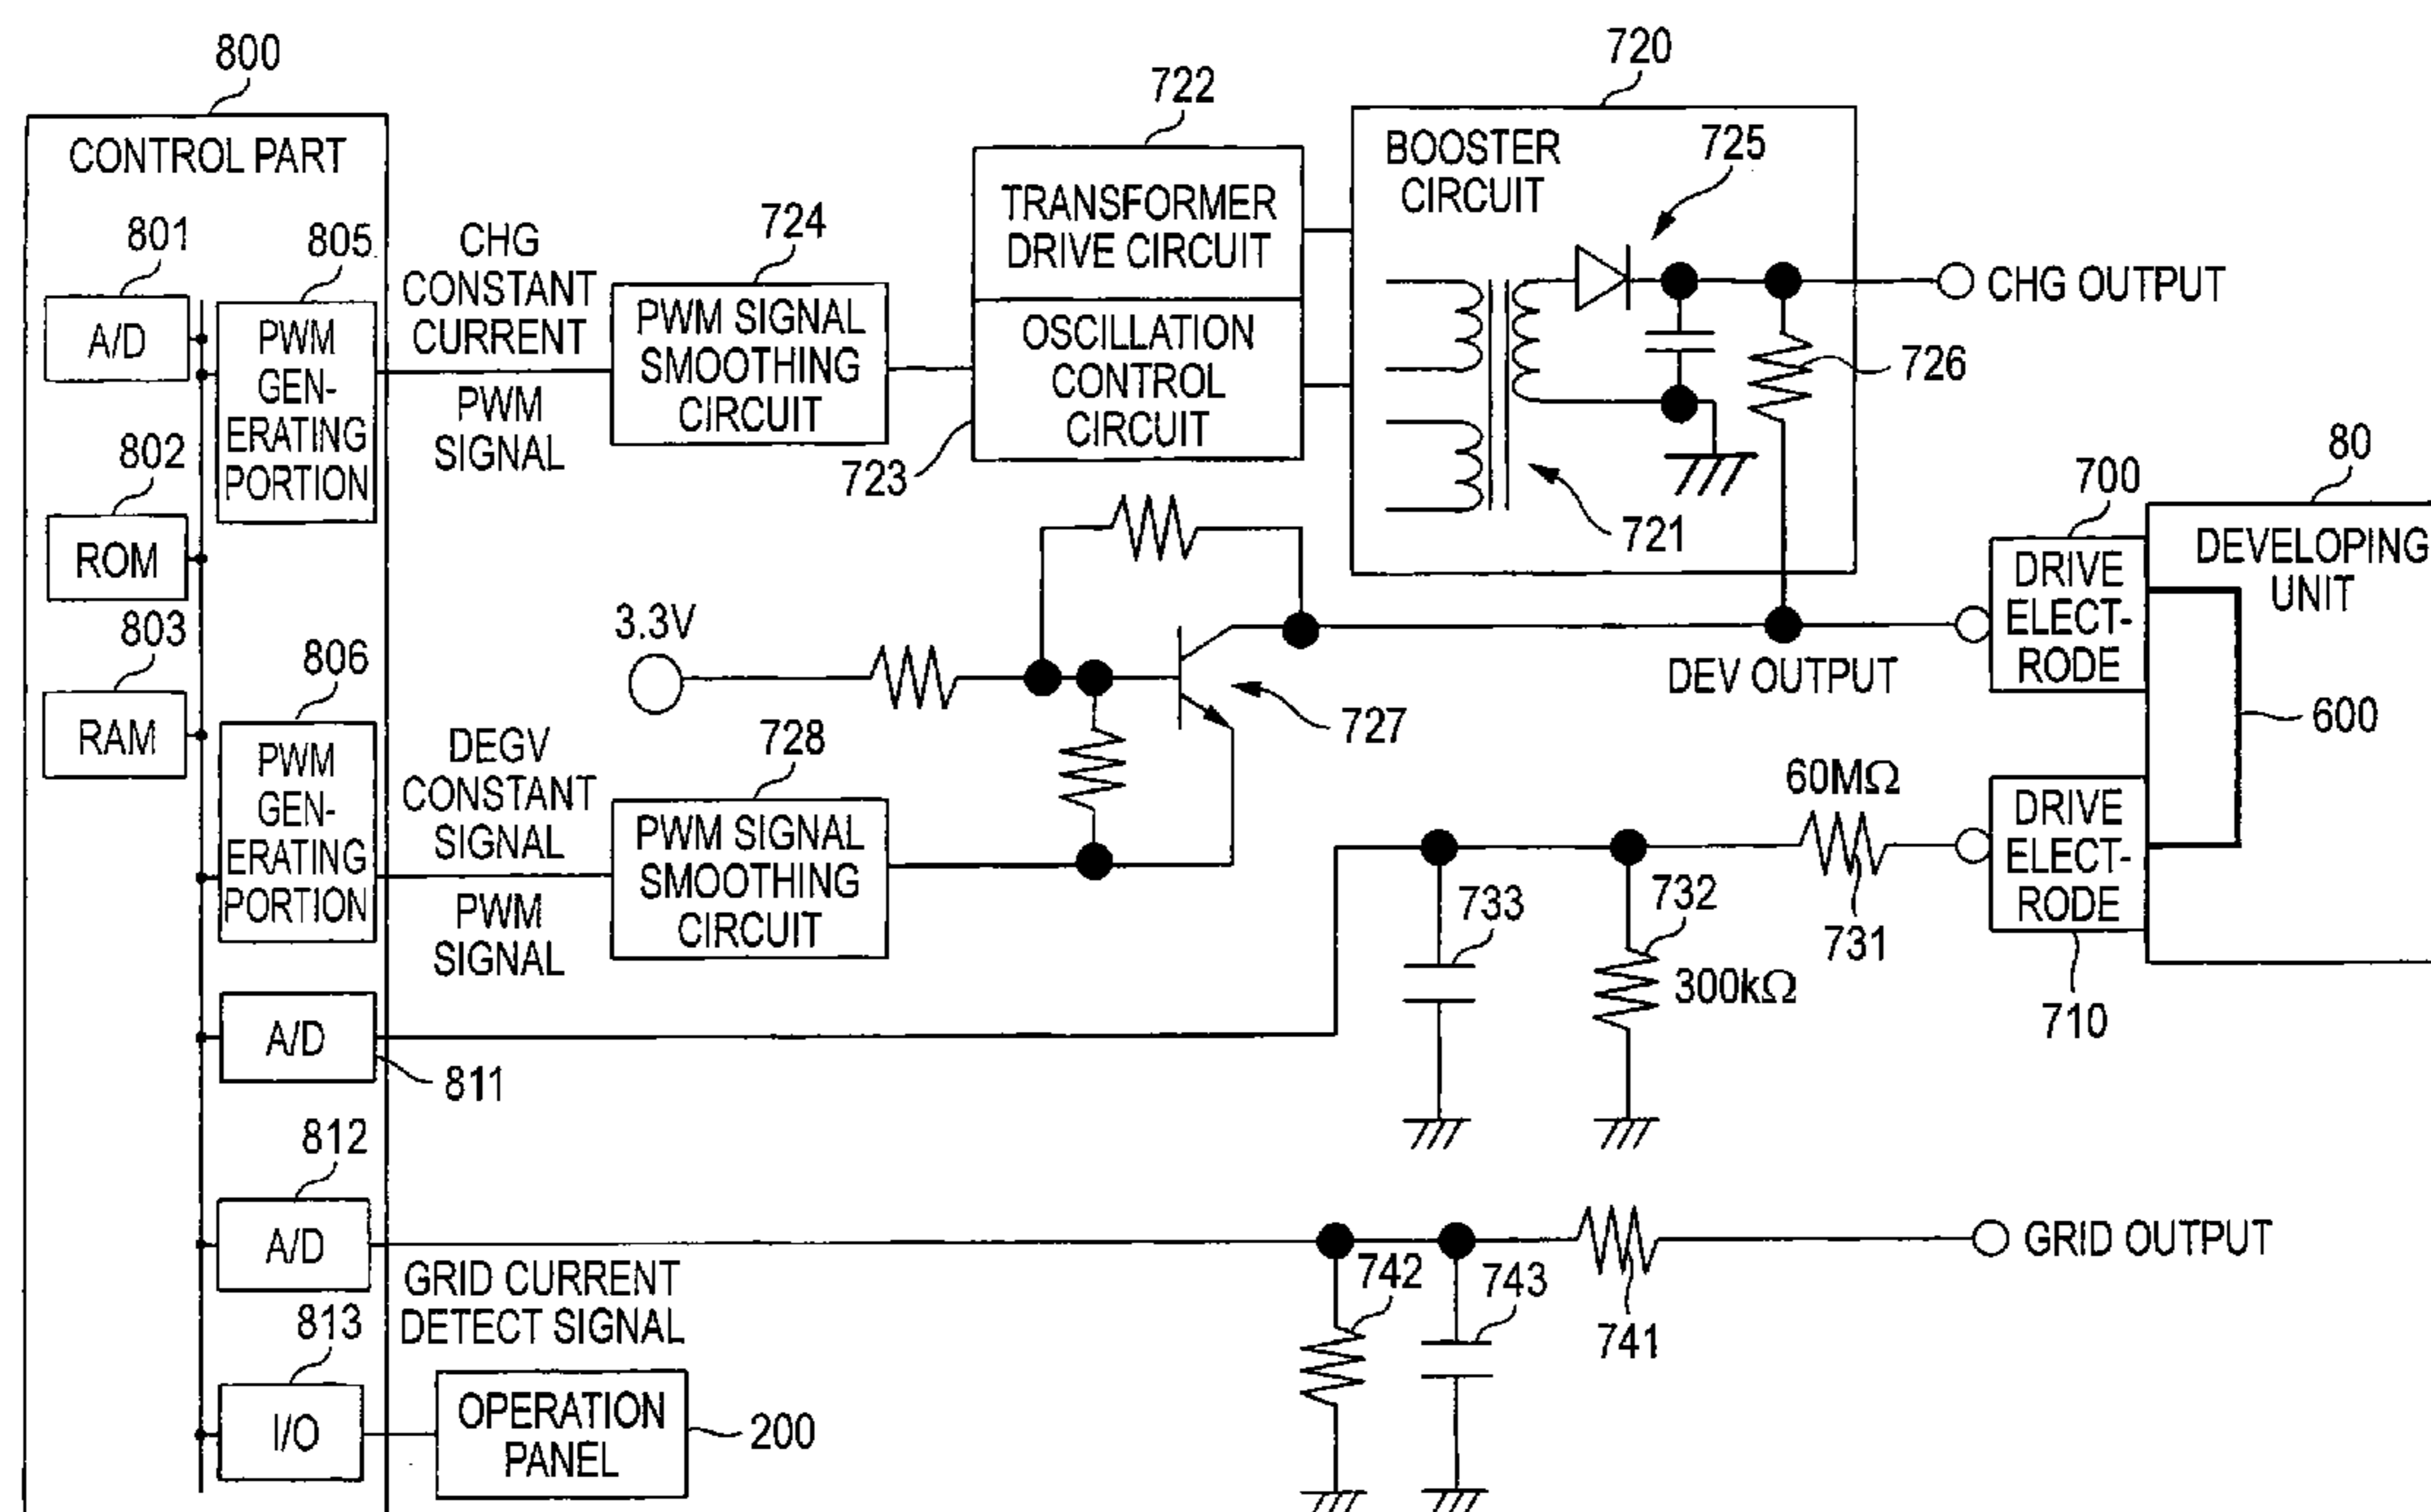 800
CONTROL PART
801
A/D
802
ROM
803
RAM
805
PWM
GEN-
ERATING
PORTION
806
PWM
GEN-
ERATING
PORTION
A/D
811
812
A/D
813
I/O
OPERATION
PANEL
200
CHG
CONSTANT
CURRENT
PWM
SIGNAL
724
PWM SIGNAL
SMOOTHING
CIRCUIT
722
TRANSFORMER
DRIVE CIRCUIT
OSCILLATION
CONTROL
CIRCUIT
723
720
BOOSTER
CIRCUIT
725
726
721
CHG OUTPUT
3.3V
727
DEV OUTPUT
DEGV
CONSTANT
SIGNAL
PWM
SIGNAL
728
PWM SIGNAL
SMOOTHING
CIRCUIT
80
DEVELOPING
UNIT
700
DRIVE
ELECT-
RODE
600
DRIVE
ELECT-
RODE
710
60MΩ
731
732
300kΩ
733
GRID CURRENT
DETECT SIGNAL
742
743
741
GRID OUTPUT